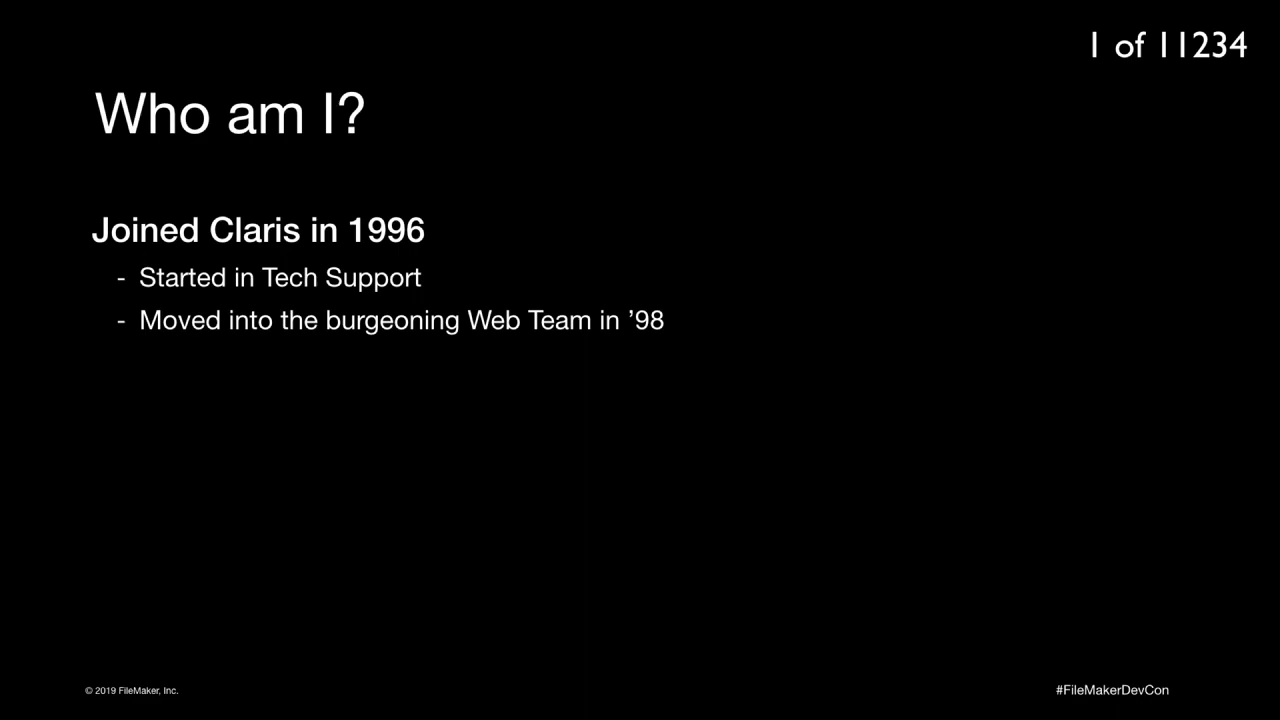 1 of 11234
Who am I?
Joined Claris in 1996
- Started in Tech Support
- Moved into the burgeoning Web Team in ’98
© 2019 FileMaker, Inc.
#FileMakerDevCon